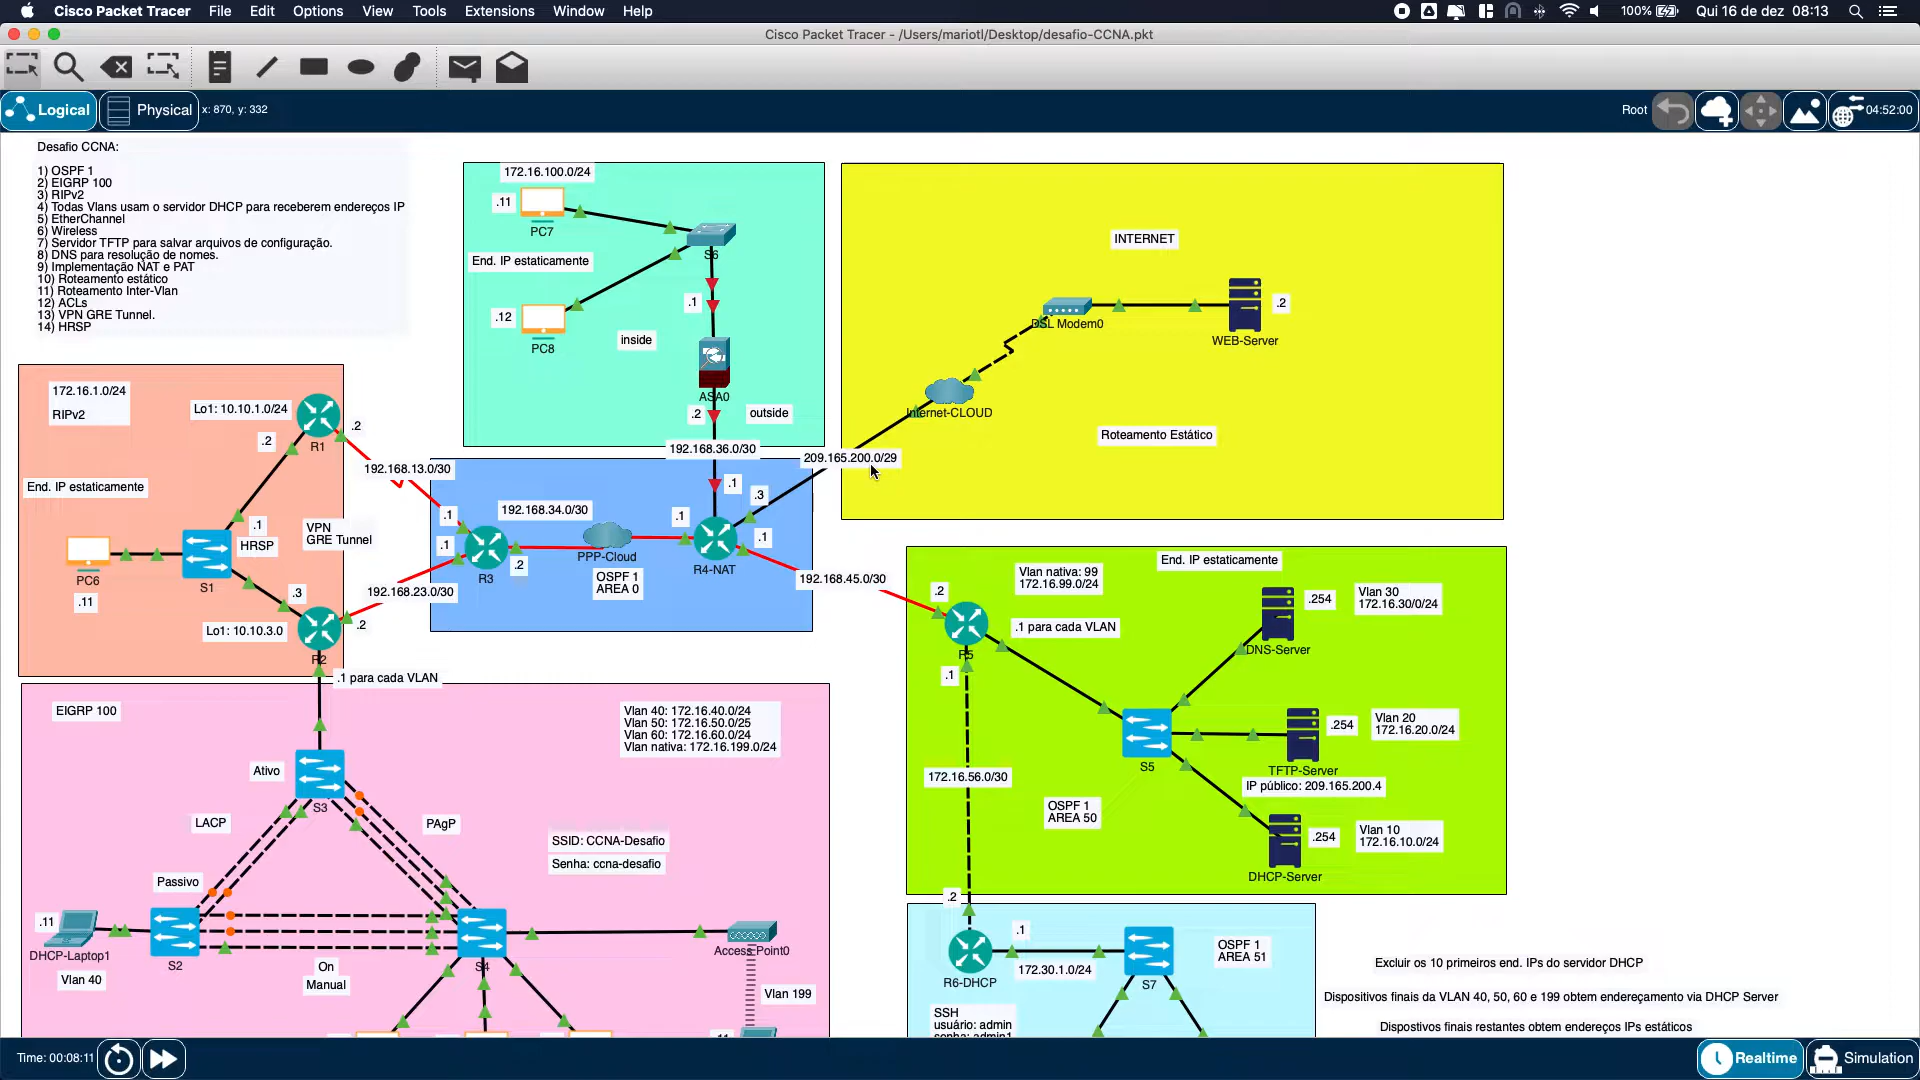 Cisco Packet Tracer File Edit Options View Tools Extensions Window Help 100% Qui 16 de dez 08:13
Cisco Packet Tracer - /Users/mariotl/Desktop/desafio-CCNA.pkt
Logical Physical x: 870, y: 332 Root 04:52:00
Desafio CCNA:
1) OSPF 1
2) EIGRP 100
3) RIPv2
4) Todas Vlans usam o servidor DHCP para receberem endereços IP
5) EtherChannel
6) Wireless
7) Servidor TFTP para salvar arquivos de configuração.
8) DNS para resolução de nomes.
9) Implementação NAT e PAT
10) Roteamento estático
11) Roteamento Inter-Vlan
12) ACLs
13) VPN GRE Tunnel.
14) HRSP
172.16.100.0/24
.11
PC7
S6
End. IP estaticamente
.1
.12
PC8
inside
ASA0
.2
outside
192.168.36.0/30
INTERNET
.2
DSL Modem0
WEB-Server
Internet-CLOUD
Roteamento Estático
209.165.200.0/29
172.16.1.0/24
RIPv2
Lo1: 10.10.1.0/24
.2
R1
.2
192.168.13.0/30
End. IP estaticamente
.1
HRSP
VPN
GRE Tunnel
PC6
.11
S1
.3
Lo1: 10.10.3.0
R2
.2
192.168.23.0/30
.1
.1
R3
192.168.34.0/30
.2
PPP-Cloud
OSPF 1
AREA 0
.1
.1
.3
.1
R4-NAT
192.168.45.0/30
.1 para cada VLAN
EIGRP 100
Vlan 40: 172.16.40.0/24
Vlan 50: 172.16.50.0/25
Vlan 60: 172.16.60.0/24
Vlan nativa: 172.16.199.0/24
Ativo
S3
LACP
PAgP
SSID: CCNA-Desafio
Senha: ccna-desafio
Passivo
.11
DHCP-Laptop1
Vlan 40
S2
On
Manual
S4
Access Point0
Vlan 199
.11
End. IP estaticamente
Vlan nativa: 99
172.16.99.0/24
.2
R5
.1 para cada VLAN
.1
.254
Vlan 30
172.16.30/0/24
DNS-Server
S5
.254
Vlan 20
172.16.20.0/24
TFTP-Server
IP público: 209.165.200.4
172.16.56.0/30
OSPF 1
AREA 50
.254
Vlan 10
172.16.10.0/24
DHCP-Server
.2
.1
R6-DHCP
172.30.1.0/24
S7
OSPF 1
AREA 51
SSH
usuário: admin
senha: admin1
Excluir os 10 primeiros end. IPs do servidor DHCP
Dispositivos finais da VLAN 40, 50, 60 e 199 obtem endereçamento via DHCP Server
Dispostivos finais restantes obtem endereços IPs estáticos
Time: 00:08:11 Realtime Simulation